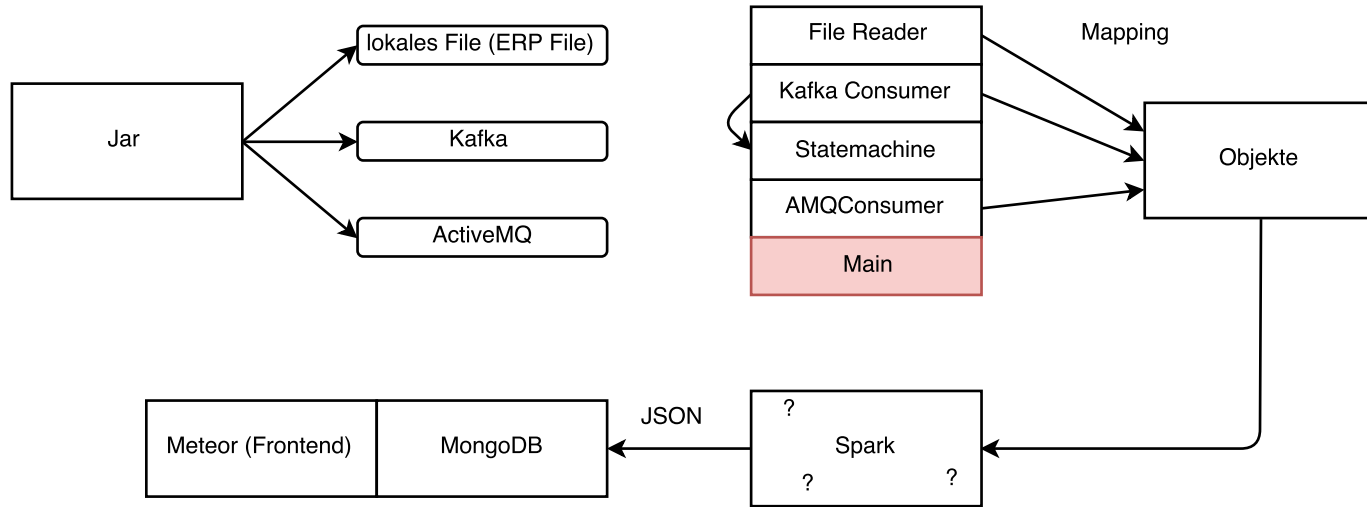 Jar
lokales File (ERP File)
Kafka
ActiveMQ
File Reader
Kafka Consumer
Statemachine
AMQConsumer
Main
Mapping
Objekte
Meteor (Frontend)
MongoDB
JSON
?
Spark
?
?